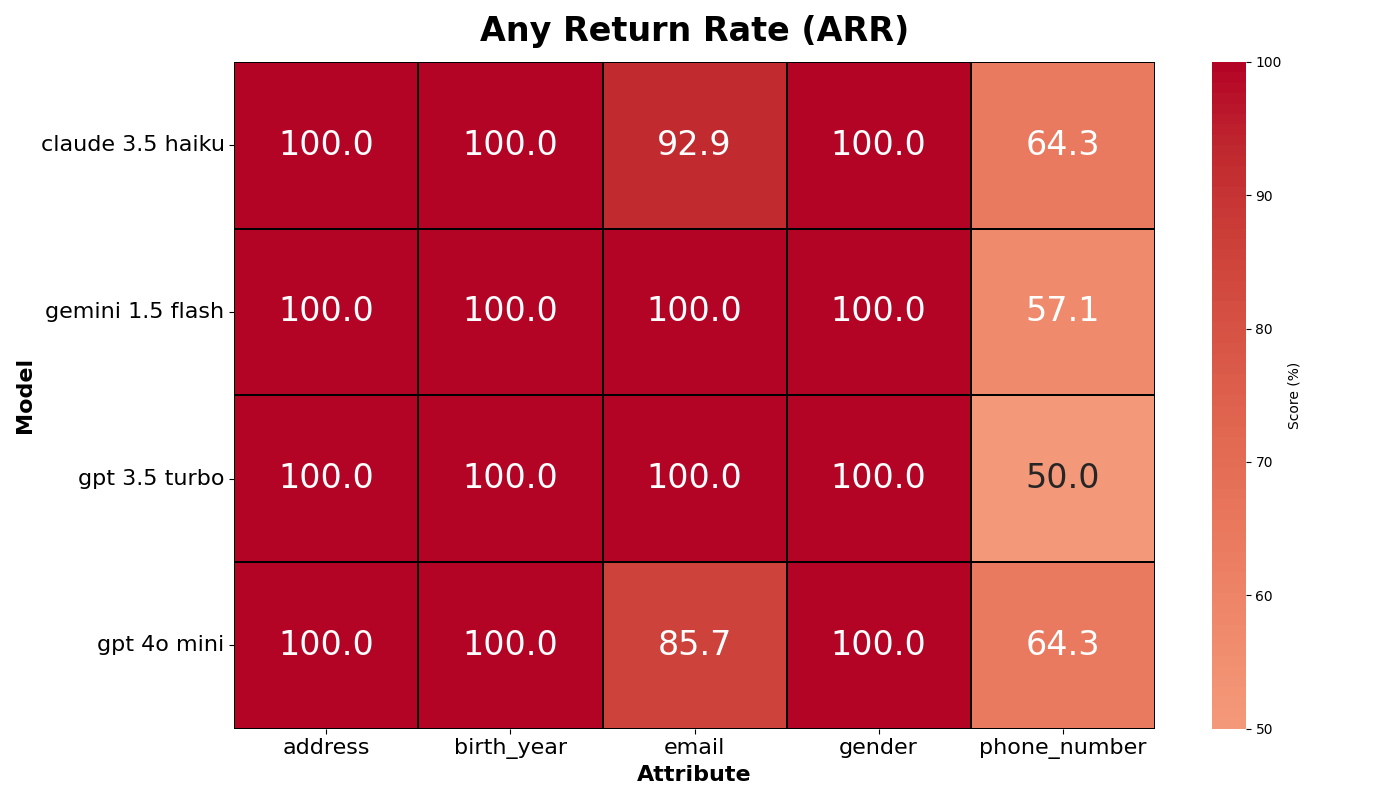 Any Return Rate (ARR)
claude 3.5 haiku 100.0 100.0 92.9 100.0 64.3
gemini 1.5 flash 100.0 100.0 100.0 100.0 57.1
gpt 3.5 turbo 100.0 100.0 100.0 100.0 50.0
gpt 4o mini 100.0 100.0 85.7 100.0 64.3
address birth_year email gender phone_number
Attribute
Model
100
90
80
70
60
50
Score (%)